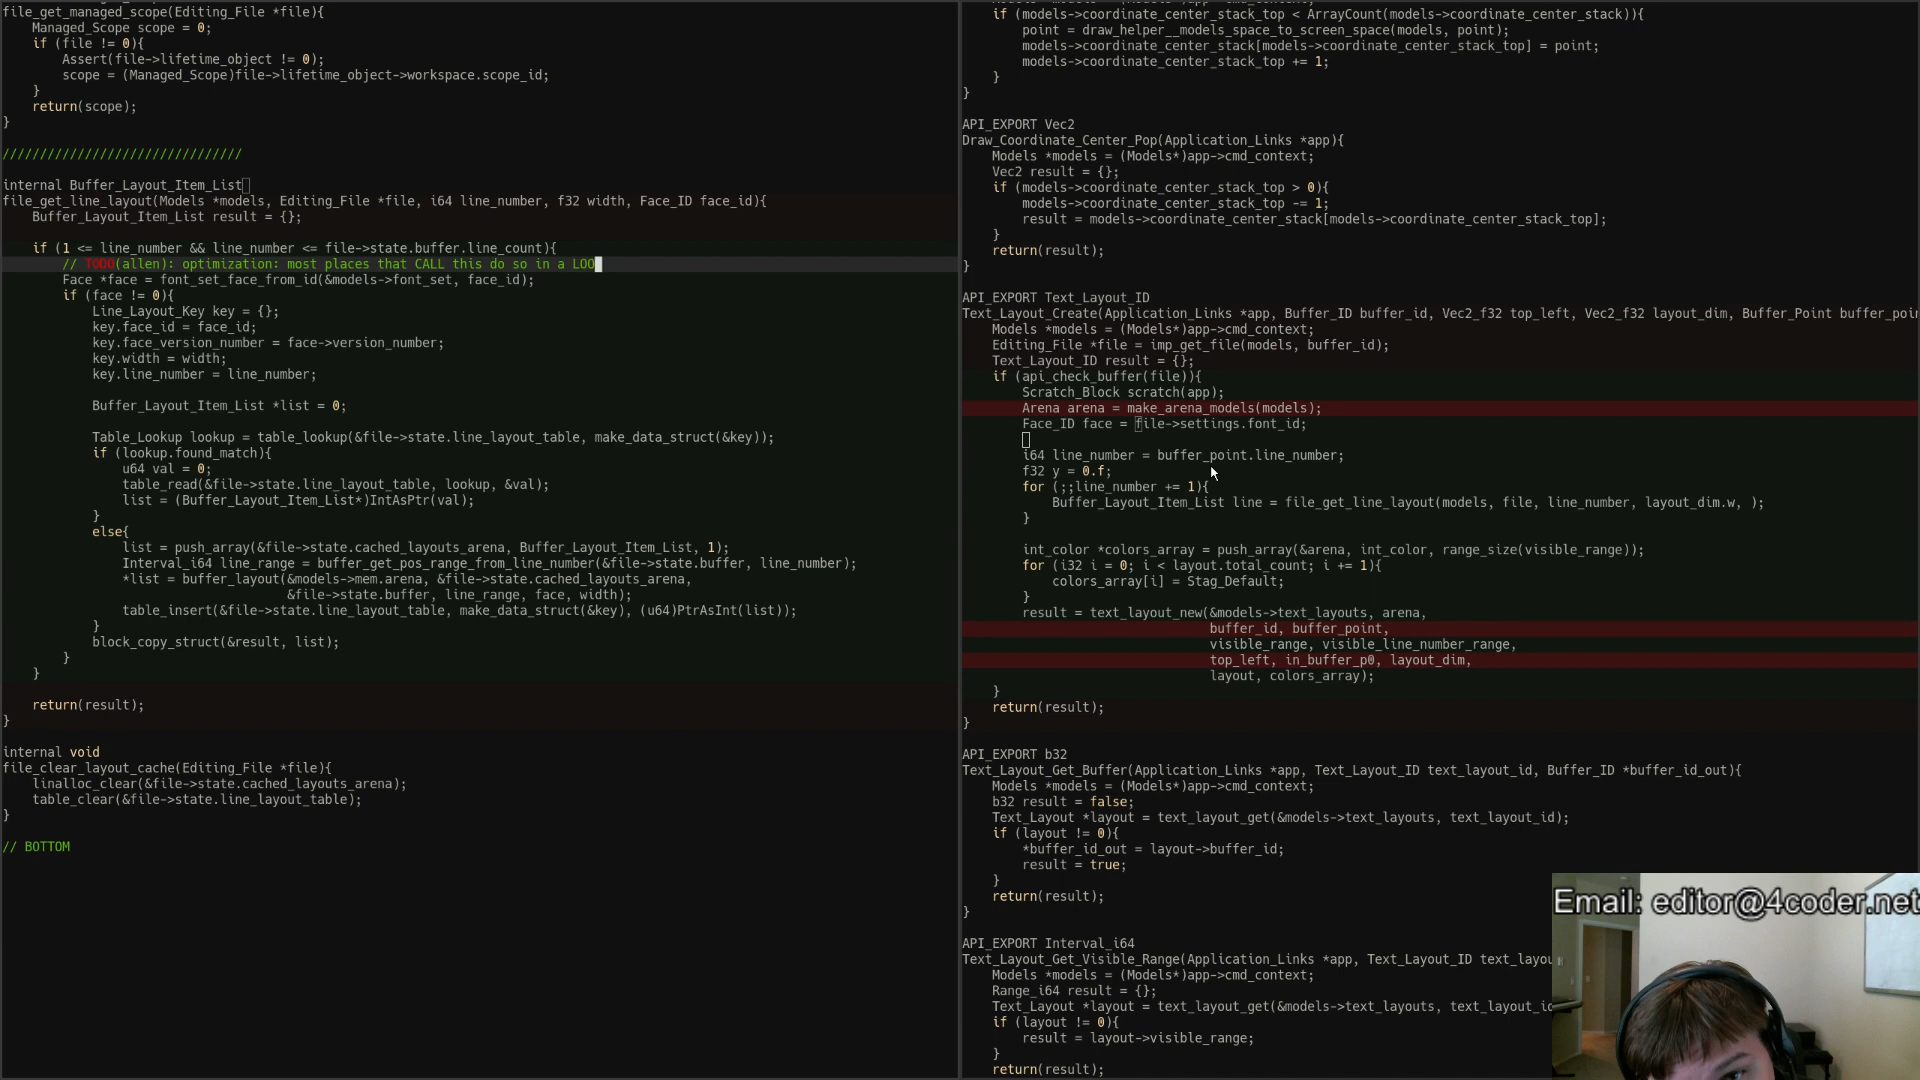 file_get_managed_scope(Editing_File *file){
    Managed_Scope scope = 0;
    if (file != 0){
        Assert(file->lifetime_object != 0);
        scope = (Managed_Scope)file->lifetime_object->workspace.scope_id;
    }
    return(scope);
}
////////////////////////////////
internal Buffer_Layout_Item_List
file_get_line_layout(Models *models, Editing_File *file, i64 line_number, f32 width, Face_ID face_id){
    Buffer_Layout_Item_List result = {};
    if (1 <= line_number && line_number <= file->state.buffer.line_count){
        // TODO(allen): optimization: most places that CALL this do so in a LOO
        Face *face = font_set_face_from_id(&models->font_set, face_id);
        if (face != 0){
            Line_Layout_Key key = {};
            key.face_id = face_id;
            key.face_version_number = face->version_number;
            key.width = width;
            key.line_number = line_number;
            Buffer_Layout_Item_List *list = 0;
            Table_Lookup lookup = table_lookup(&file->state.line_layout_table, make_data_struct(&key));
            if (lookup.found_match){
                u64 val = 0;
                table_read(&file->state.line_layout_table, lookup, &val);
                list = (Buffer_Layout_Item_List*)IntAsPtr(val);
            }
            else{
                list = push_array(&file->state.cached_layouts_arena, Buffer_Layout_Item_List, 1);
                Interval_i64 line_range = buffer_get_pos_range_from_line_number(&file->state.buffer, line_number);
                *list = buffer_layout(&models->mem.arena, &file->state.cached_layouts_arena,
                                      &file->state.buffer, line_range, face, width);
                table_insert(&file->state.line_layout_table, make_data_struct(&key), (u64)PtrAsInt(list));
            }
            block_copy_struct(&result, list);
        }
    }
    return(result);
}
internal void
file_clear_layout_cache(Editing_File *file){
    linalloc_clear(&file->state.cached_layouts_arena);
    table_clear(&file->state.line_layout_table);
}
// BOTTOM
    if (models->coordinate_center_stack_top < ArrayCount(models->coordinate_center_stack)){
        point = draw_helper__models_space_to_screen_space(models, point);
        models->coordinate_center_stack[models->coordinate_center_stack_top] = point;
        models->coordinate_center_stack_top += 1;
    }
}
API_EXPORT Vec2
Draw_Coordinate_Center_Pop(Application_Links *app){
    Models *models = (Models*)app->cmd_context;
    Vec2 result = {};
    if (models->coordinate_center_stack_top > 0){
        models->coordinate_center_stack_top -= 1;
        result = models->coordinate_center_stack[models->coordinate_center_stack_top];
    }
    return(result);
}
API_EXPORT Text_Layout_ID
Text_Layout_Create(Application_Links *app, Buffer_ID buffer_id, Vec2_f32 top_left, Vec2_f32 layout_dim, Buffer_Point buffer_poin
    Models *models = (Models*)app->cmd_context;
    Editing_File *file = imp_get_file(models, buffer_id);
    Text_Layout_ID result = {};
    if (api_check_buffer(file)){
        Scratch_Block scratch(app);
        Arena arena = make_arena_models(models);
        Face_ID face = file->settings.font_id;
        i64 line_number = buffer_point.line_number;
        f32 y = 0.f;
        for (;;line_number += 1){
            Buffer_Layout_Item_List line = file_get_line_layout(models, file, line_number, layout_dim.w, );
        }
        int_color *colors_array = push_array(&arena, int_color, range_size(visible_range));
        for (i32 i = 0; i < layout.total_count; i += 1){
            colors_array[i] = Stag_Default;
        }
        result = text_layout_new(&models->text_layouts, arena,
                                 buffer_id, buffer_point,
                                 visible_range, visible_line_number_range,
                                 top_left, in_buffer_p0, layout_dim,
                                 layout, colors_array);
    }
    return(result);
}
API_EXPORT b32
Text_Layout_Get_Buffer(Application_Links *app, Text_Layout_ID text_layout_id, Buffer_ID *buffer_id_out){
    Models *models = (Models*)app->cmd_context;
    b32 result = false;
    Text_Layout *layout = text_layout_get(&models->text_layouts, text_layout_id);
    if (layout != 0){
        *buffer_id_out = layout->buffer_id;
        result = true;
    }
    return(result);
}
API_EXPORT Interval_i64
Text_Layout_Get_Visible_Range(Application_Links *app, Text_Layout_ID text_layou
    Models *models = (Models*)app->cmd_context;
    Range_i64 result = {};
    Text_Layout *layout = text_layout_get(&models->text_layouts, text_layout_id
    if (layout != 0){
        result = layout->visible_range;
    }
    return(result);
Email: editor@4coder.net